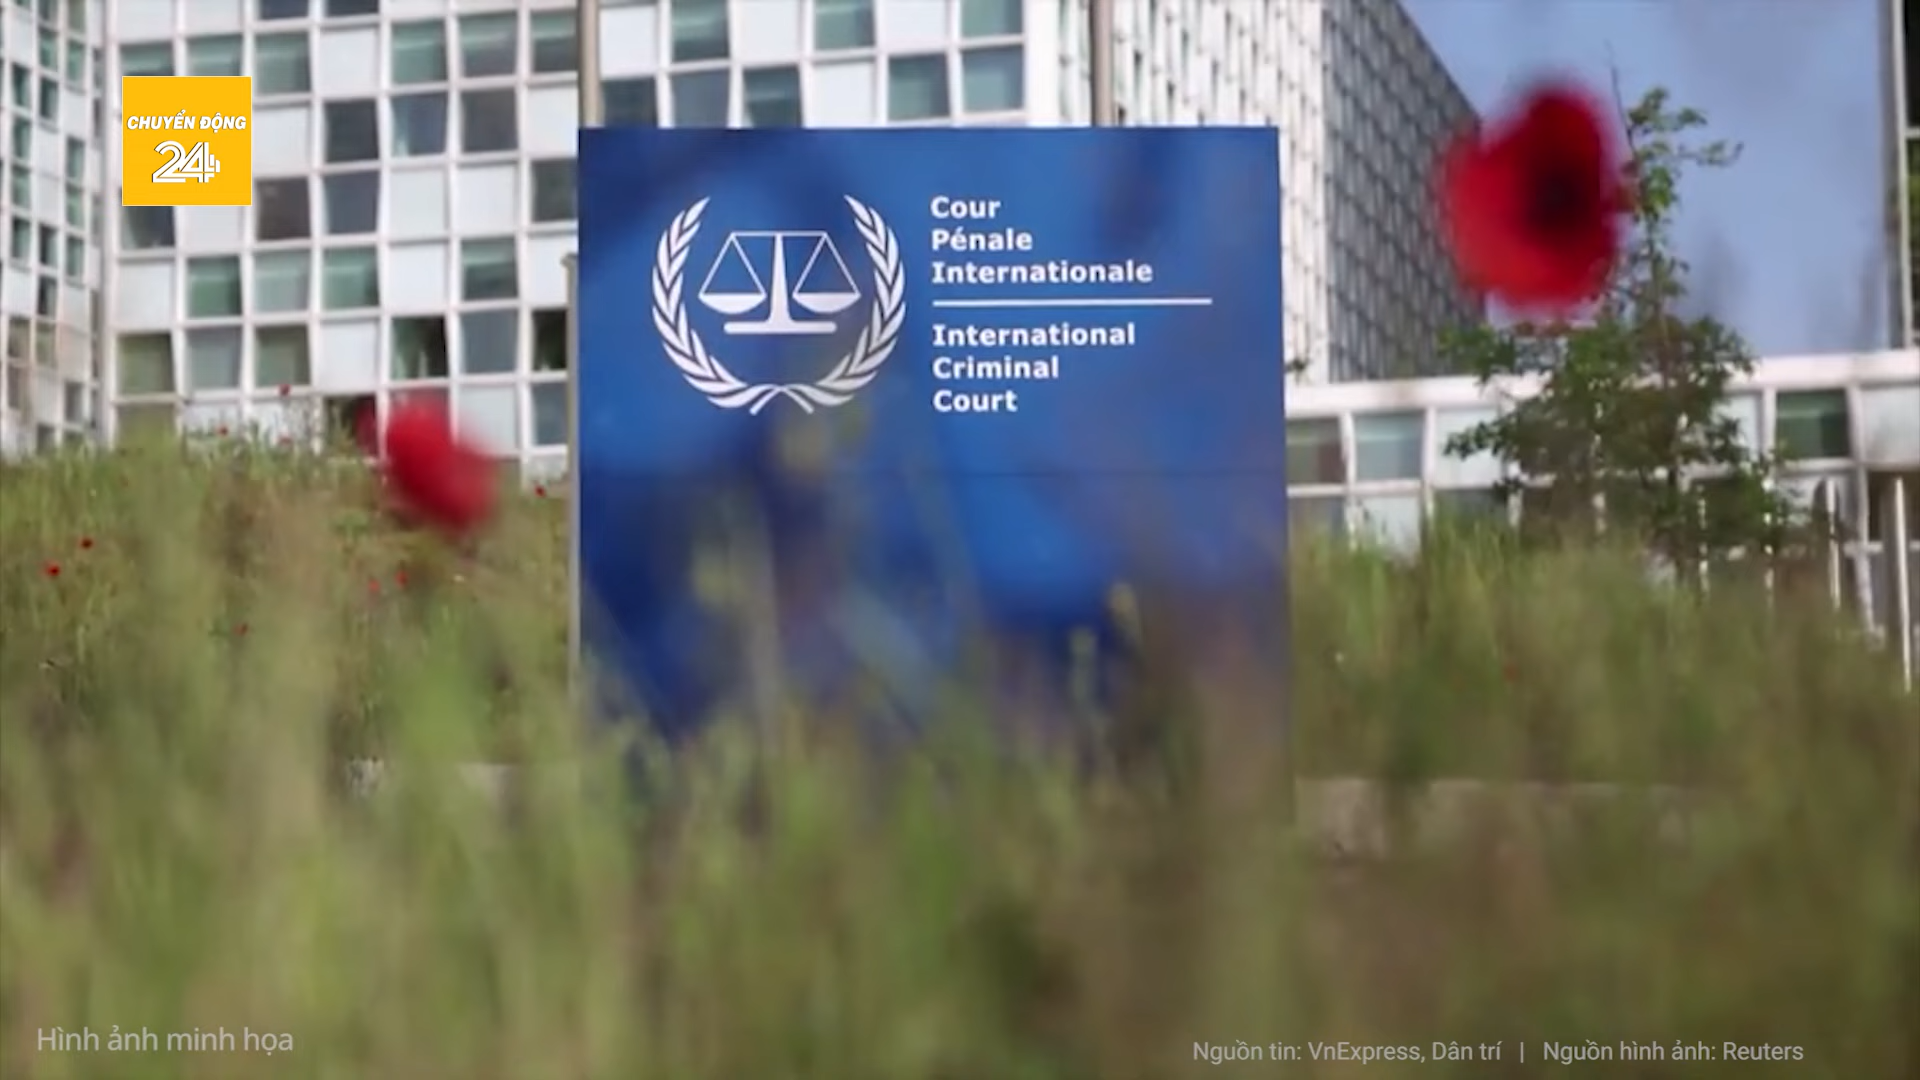 CHUYỂN ĐỘNG
24h
Cour
Pénale
Internationale
International
Criminal
Court
Hình ảnh minh họa
Nguồn tin: VnExpress, Dân trí | Nguồn hình ảnh: Reuters